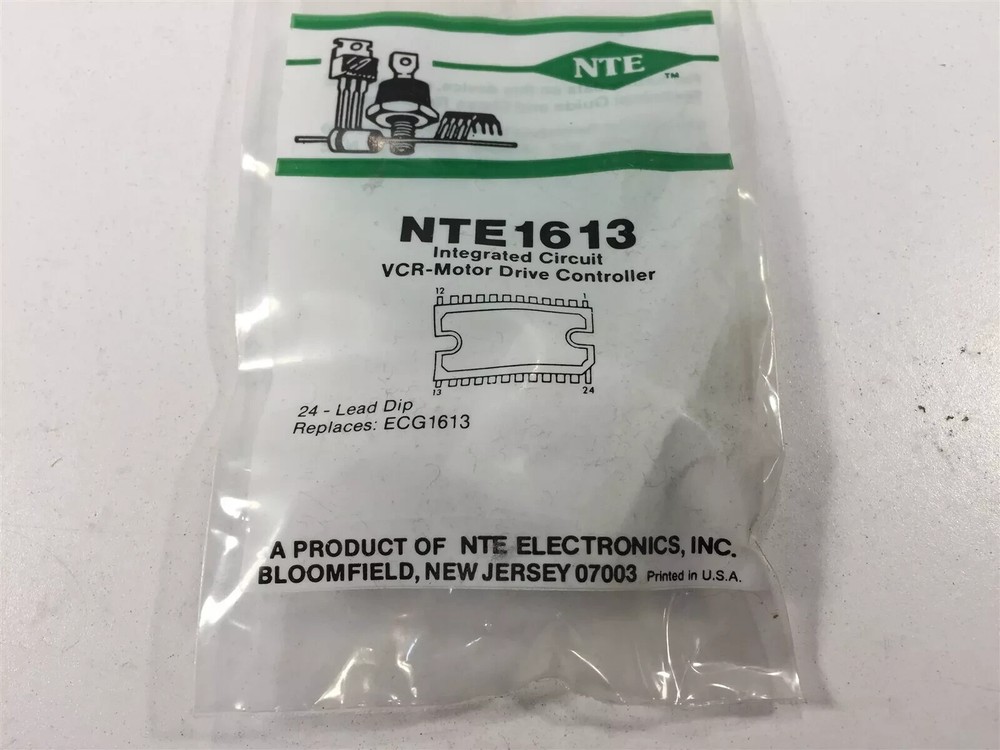 NTE
TM
NTE1613
Integrated Circuit
VCR-Motor Drive Controller
12 1
13 24
24 - Lead Dip
Replaces: ECG1613
A PRODUCT OF NTE ELECTRONICS, INC.
BLOOMFIELD, NEW JERSEY 07003 Printed in U.S.A.